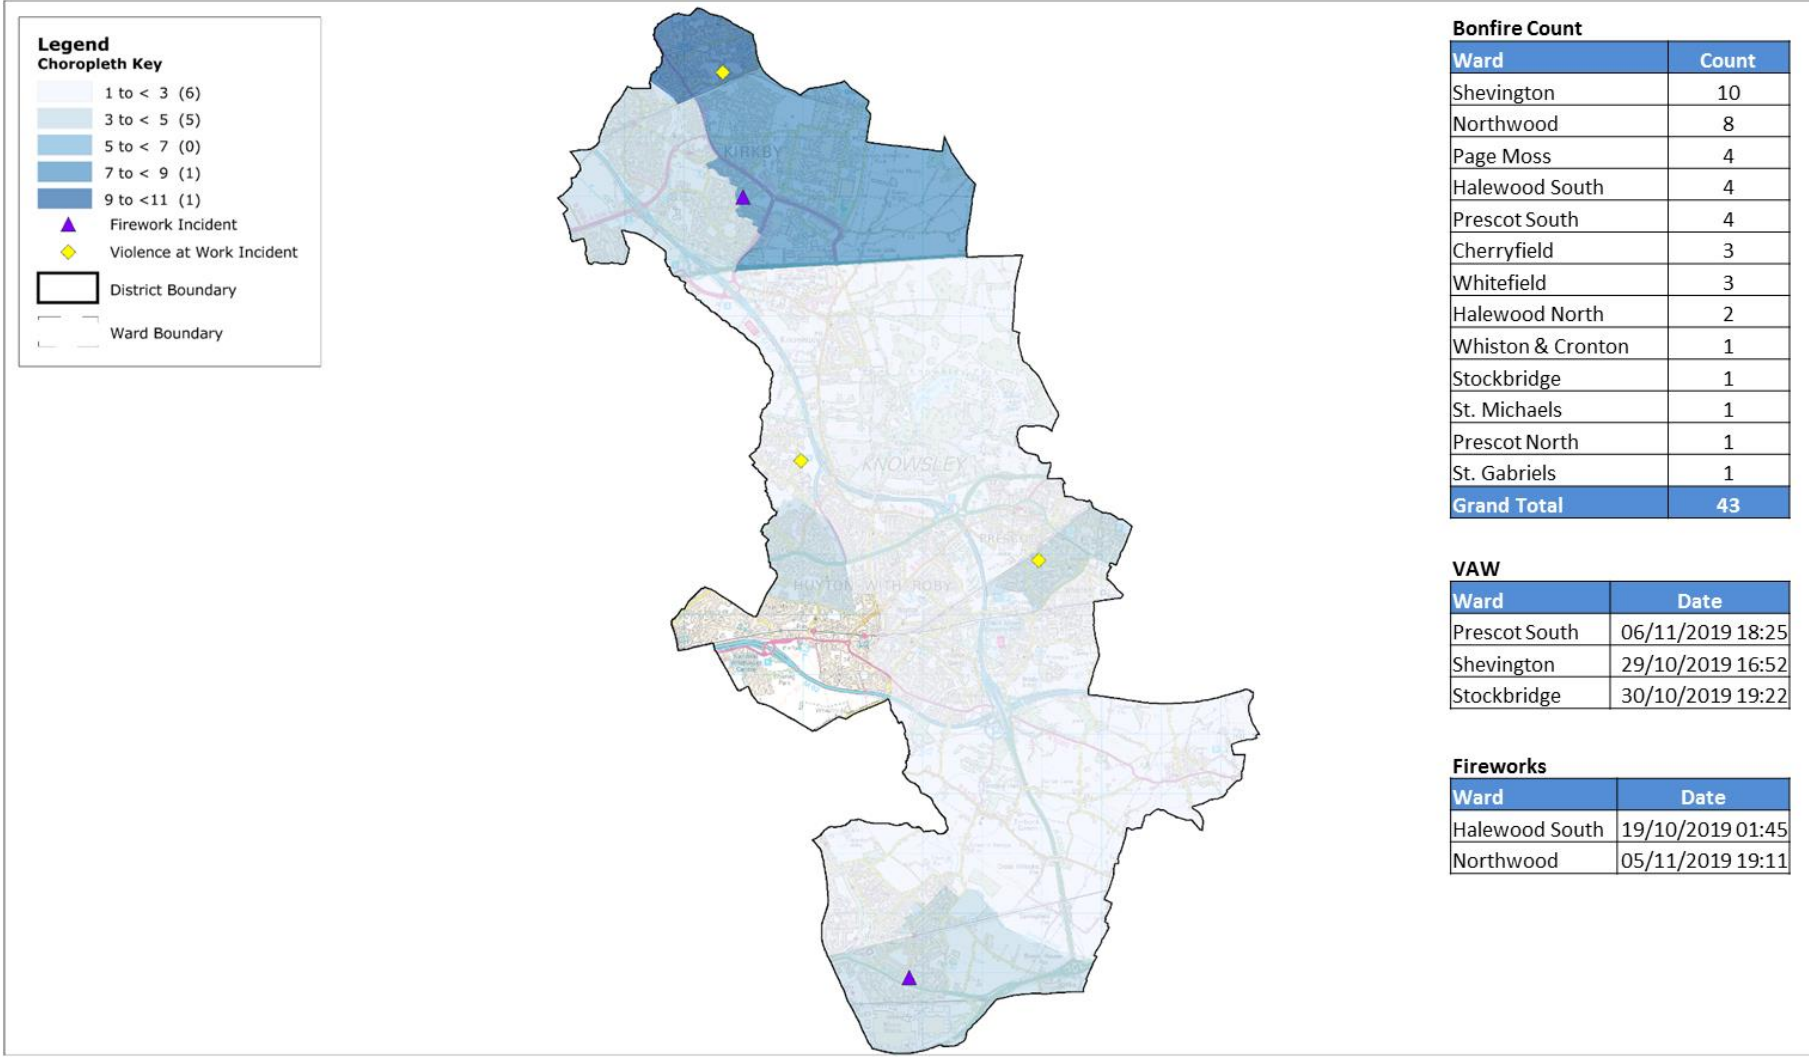 Legend
Choropleth Key
1 to < 3 (6)
3 to < 5 (5)
5 to < 7 (0)
7 to < 9 (1)
9 to <11 (1)
Firework Incident
Violence at Work Incident
District Boundary
Ward Boundary
KIRKBY
KNOWSLEY
HUYTON-WITH-ROBY
Bonfire Count
Ward Count
Shevington 10
Northwood 8
Page Moss 4
Halewood South 4
Prescot South 4
Cherryfield 3
Whitefield 3
Halewood North 2
Whiston & Cronton 1
Stockbridge 1
St. Michaels 1
Prescot North 1
St. Gabriels 1
Grand Total 43
VAW
Ward Date
Prescot South 06/11/2019 18:25
Shevington 29/10/2019 16:52
Stockbridge 30/10/2019 19:22
Fireworks
Ward Date
Halewood South 19/10/2019 01:45
Northwood 05/11/2019 19:11